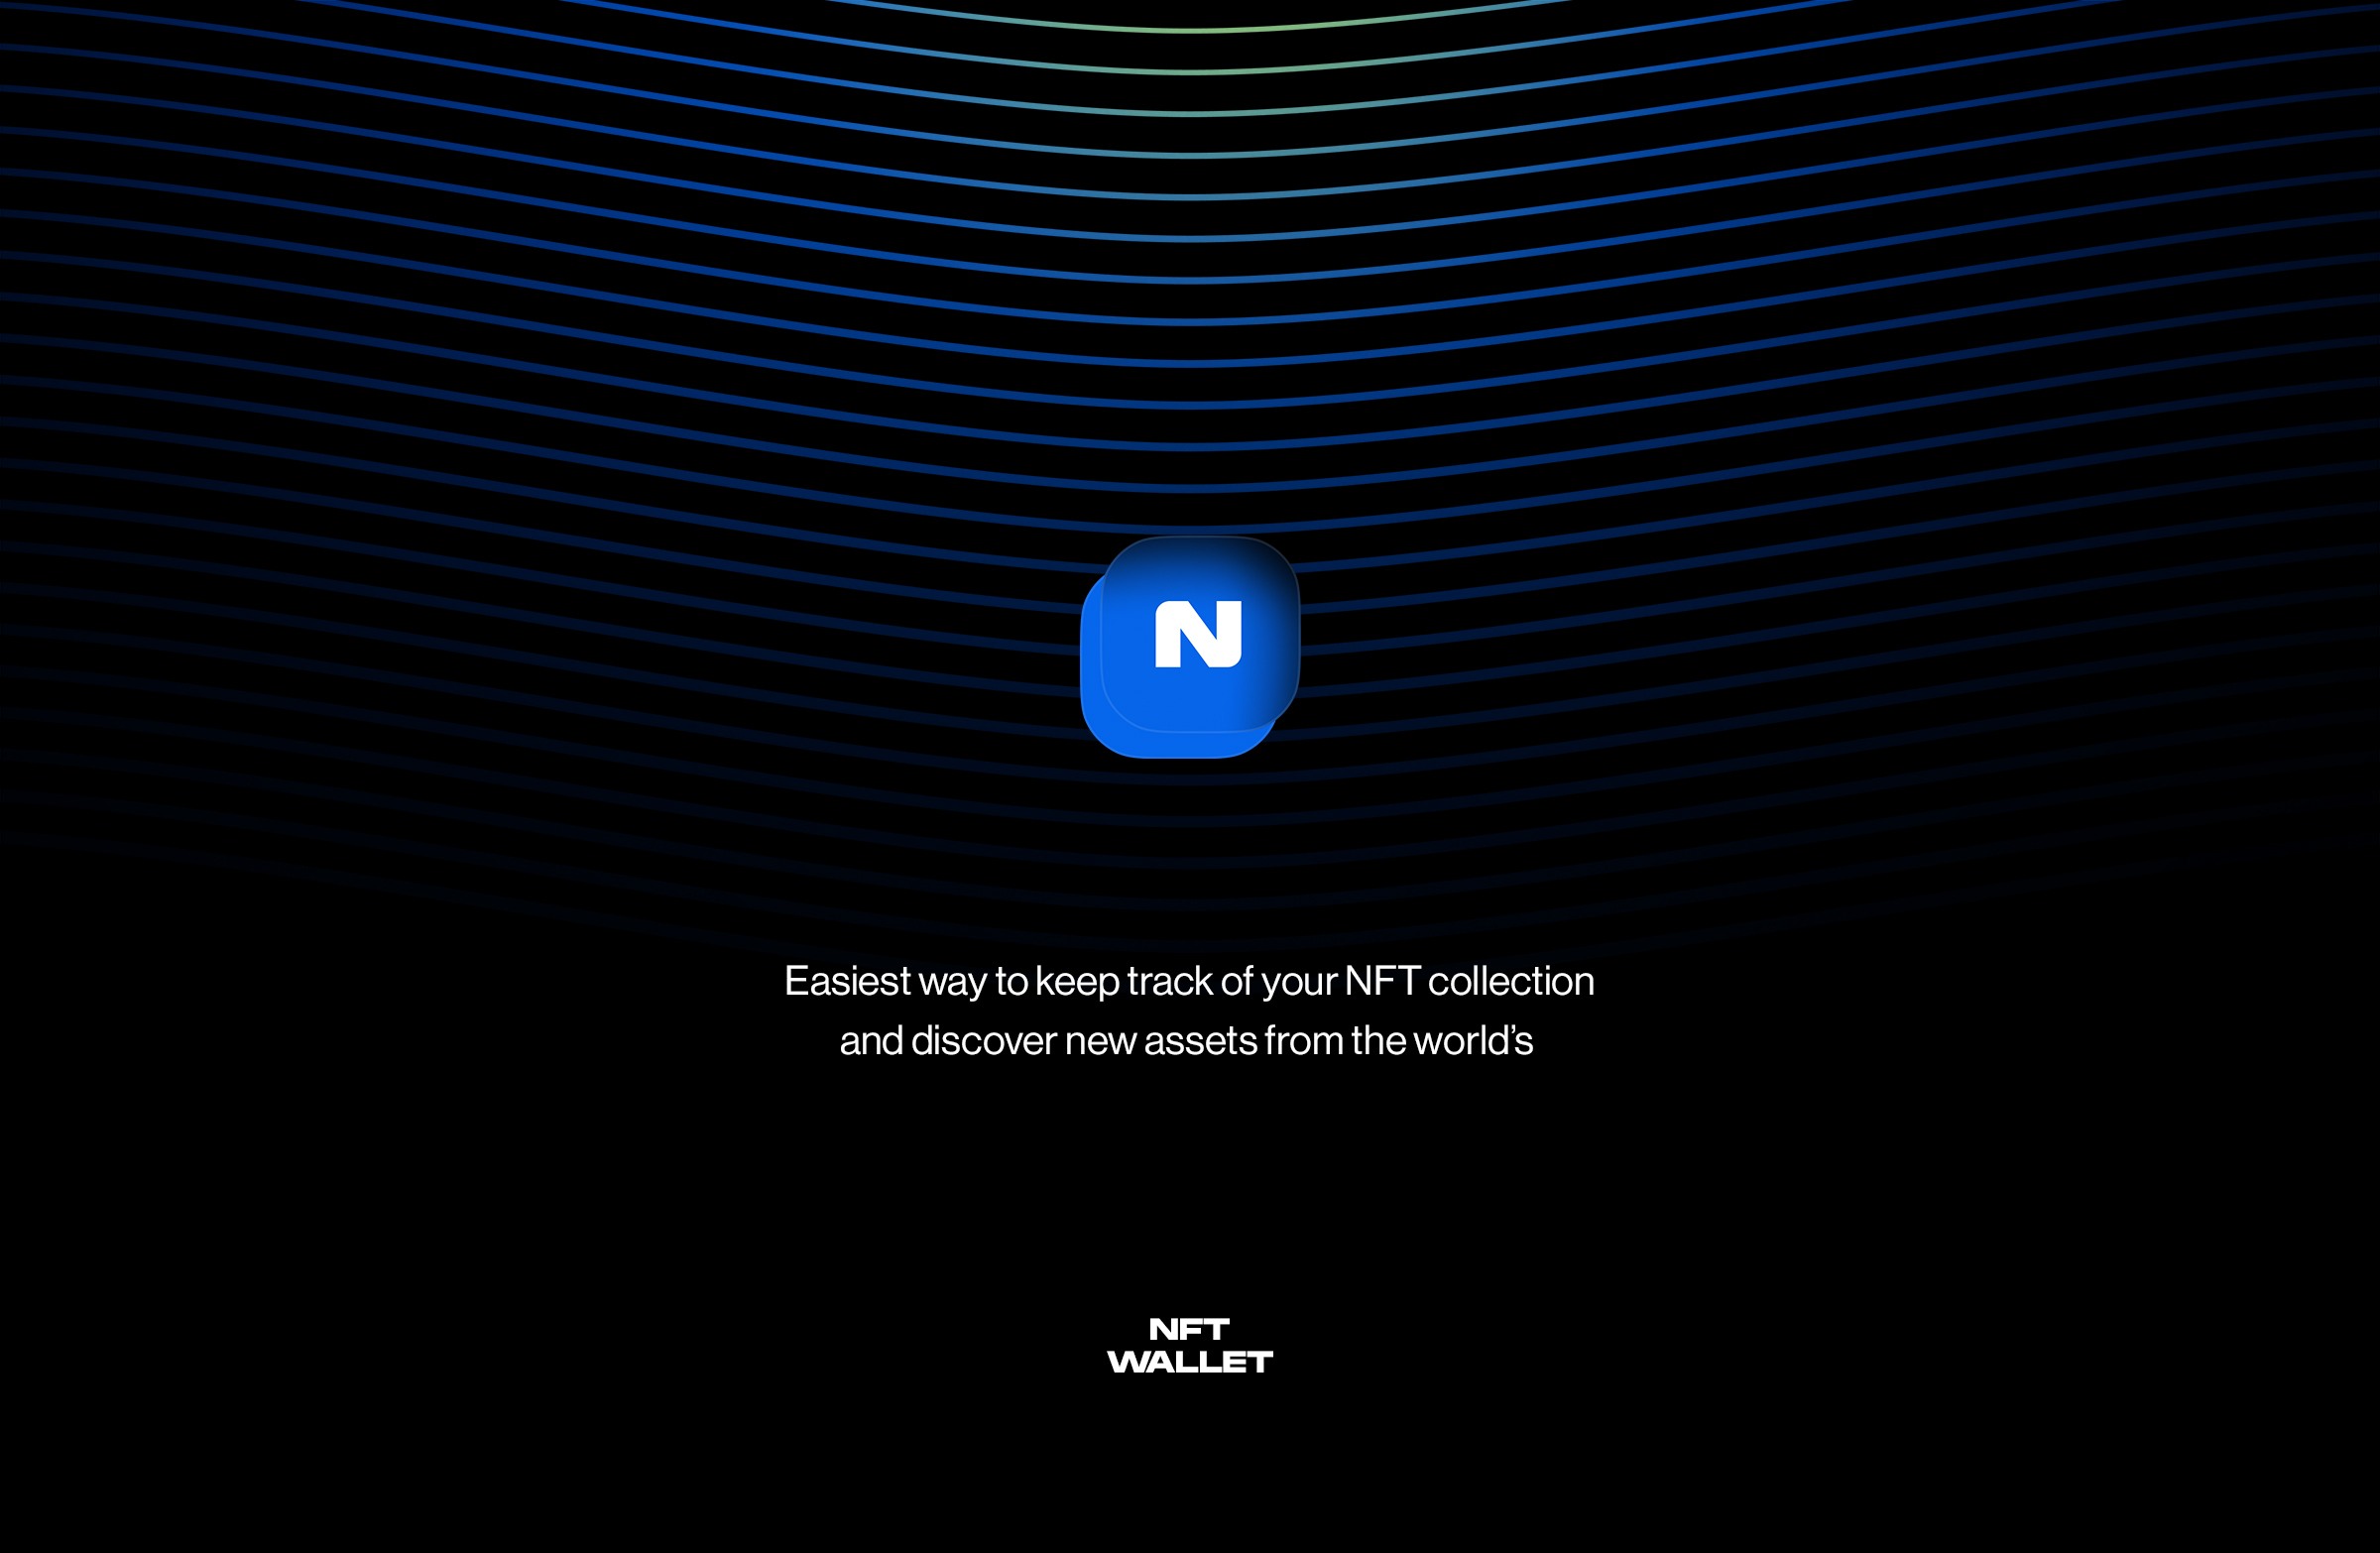 N
Easiest way to keep track of your NFT collection
and discover new assets from the world’s
NFT
WALLET